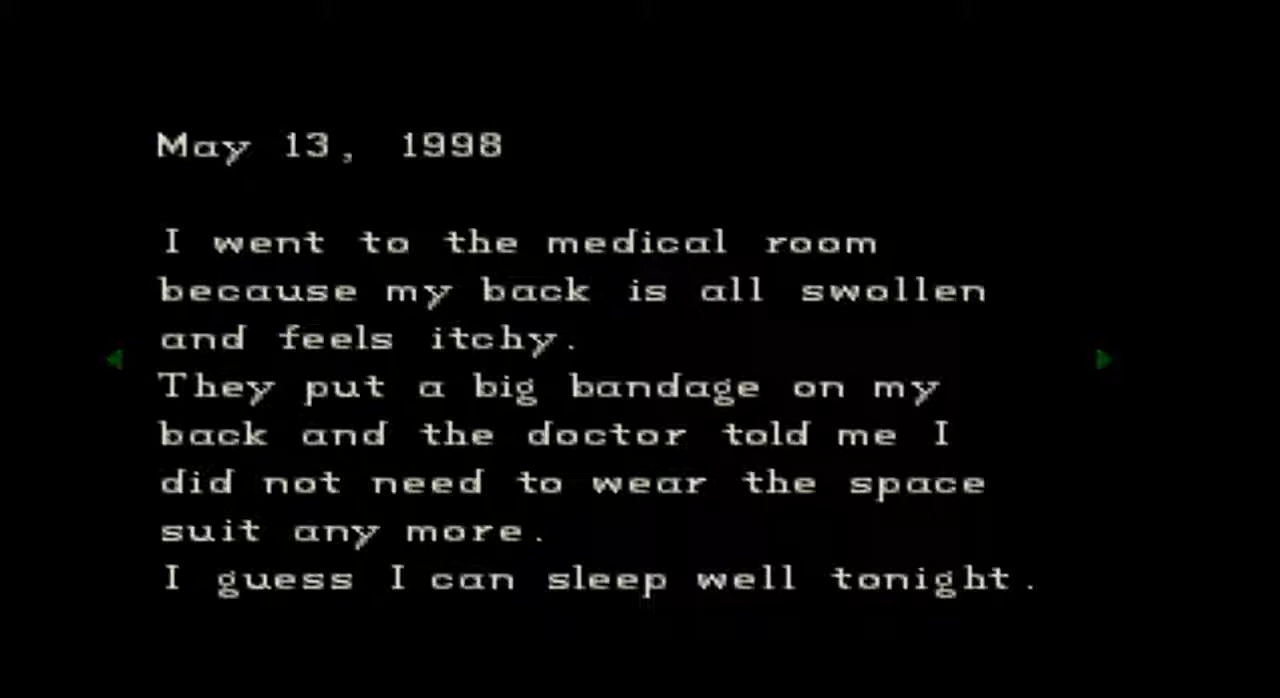 May 13, 1998
I went to the medical room
because my back is all swollen
and feels itchy.
They put a big bandage on my
back and the doctor told me I
did not need to wear the space
suit any more.
I guess I can sleep well tonight.